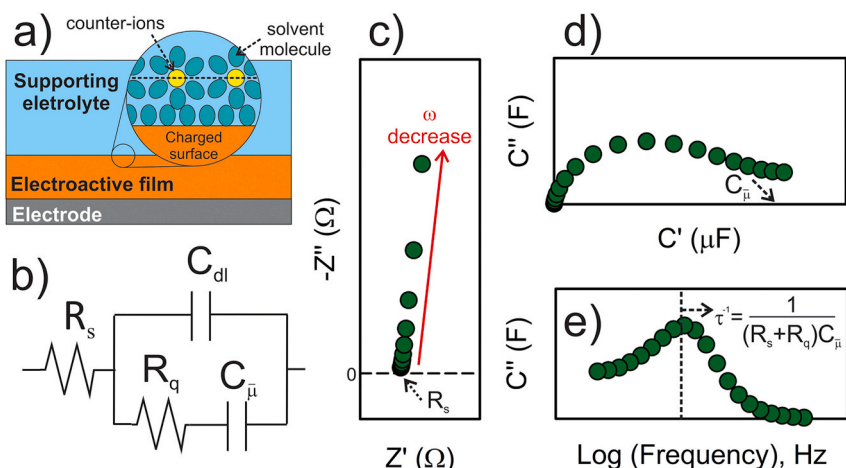 a)
counter-ions
solvent
molecule
Supporting
eletrolyte
Charged
surface
Electroactive film
Electrode
b)
Rs
Cdl
Rq
Cμ̄
c)
-Z'' (Ω)
ω
decrease
0
Rs
Z' (Ω)
d)
C'' (F)
Cμ̄
C' (μF)
e)
C'' (F)
τ⁻¹= 1/(Rs+Rq)Cμ̄
Log (Frequency), Hz